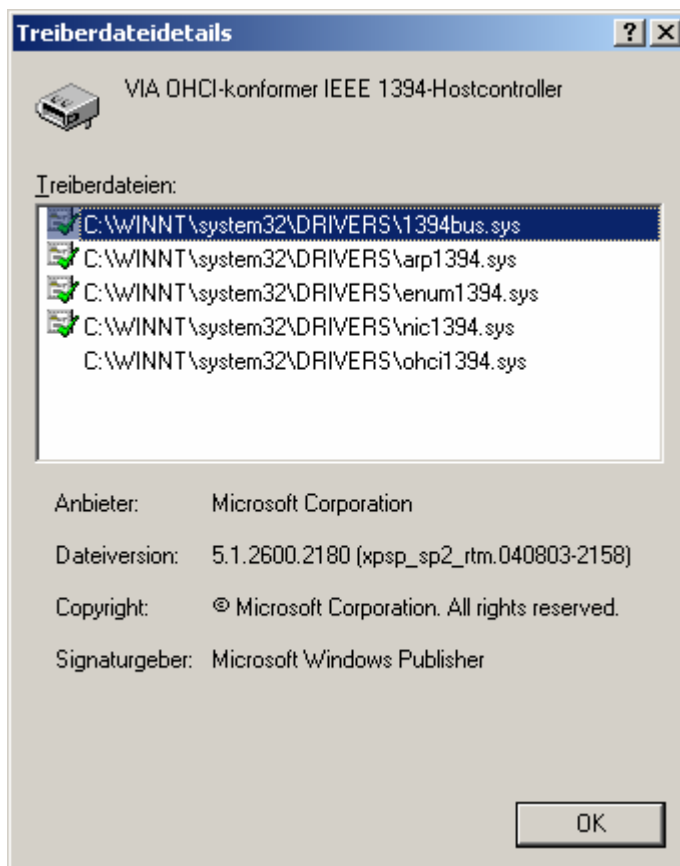 Treiberdateidetails
VIA OHCI-konformer IEEE 1394-Hostcontroller
Treiberdateien:
C:\WINNT\system32\DRIVERS\1394bus.sys
C:\WINNT\system32\DRIVERS\arp1394.sys
C:\WINNT\system32\DRIVERS\enum1394.sys
C:\WINNT\system32\DRIVERS\nic1394.sys
C:\WINNT\system32\DRIVERS\ohci1394.sys
Anbieter: Microsoft Corporation
Dateiversion: 5.1.2600.2180 (xpsp_sp2_rtm.040803-2158)
Copyright: © Microsoft Corporation. All rights reserved.
Signaturgeber: Microsoft Windows Publisher
OK